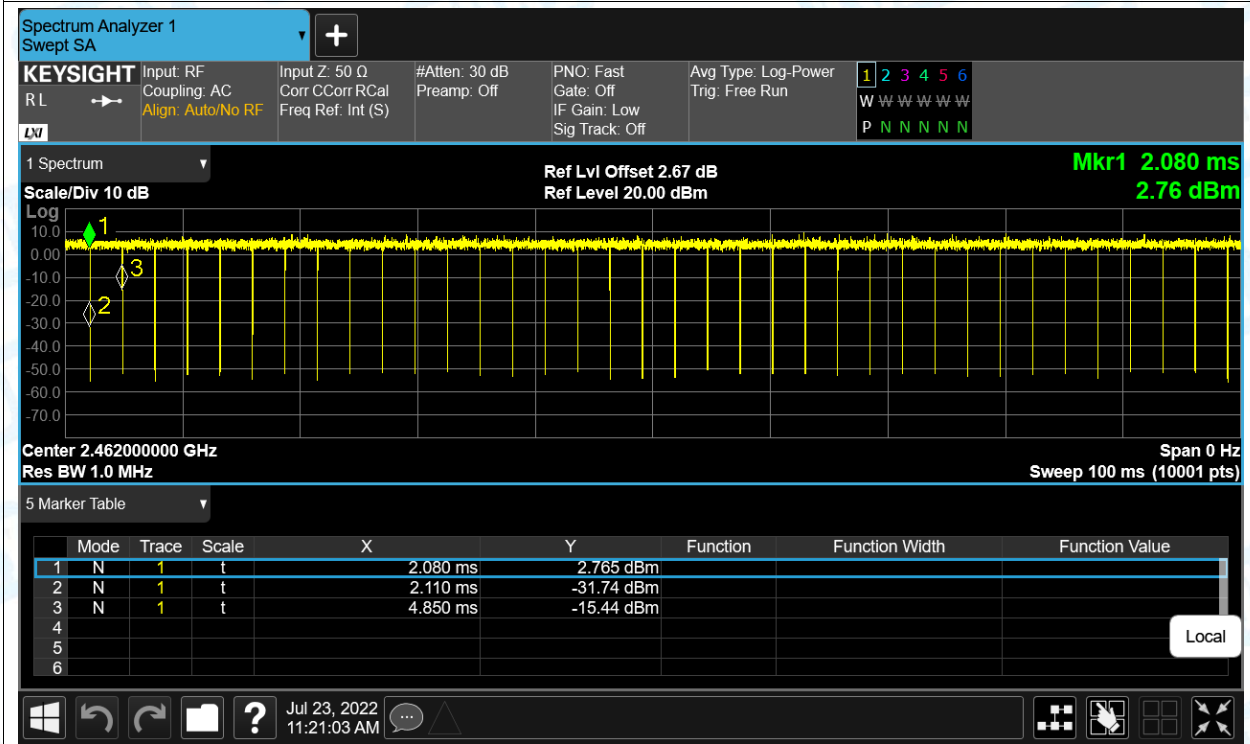 Spectrum Analyzer 1
Swept SA
KEYSIGHT
R L
LXI
Input: RF
Coupling: AC
Align: Auto/No RF
Input Z: 50 Ω
Corr CCorr RCal
Freq Ref: Int (S)
#Atten: 30 dB
Preamp: Off
PNO: Fast
Gate: Off
IF Gain: Low
Sig Track: Off
Avg Type: Log-Power
Trig: Free Run
1 2 3 4 5 6
W W W W W W
P N N N N N
1 Spectrum
Scale/Div 10 dB
Ref Lvl Offset 2.67 dB
Ref Level 20.00 dBm
Mkr1 2.080 ms
2.76 dBm
Log
10.0
0.00
-10.0
-20.0
-30.0
-40.0
-50.0
-60.0
-70.0
1
3
2
Center 2.462000000 GHz
Res BW 1.0 MHz
Span 0 Hz
Sweep 100 ms (10001 pts)
5 Marker Table
Mode Trace Scale X Y Function Function Width Function Value
1 N 1 t 2.080 ms 2.765 dBm
2 N 1 t 2.110 ms -31.74 dBm
3 N 1 t 4.850 ms -15.44 dBm
4
5
6
Local
?
Jul 23, 2022
11:21:03 AM